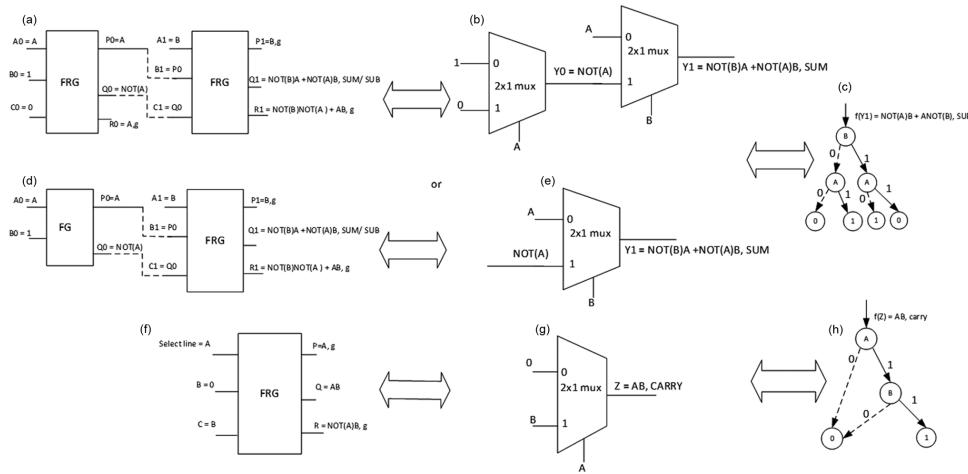 (a)
A0 = A
P0=A
B0 = 1
FRG
Q0 = NOT(A)
C0 = 0
R0 = A,g
A1 = B
P1=B,g
B1 = P0
FRG
Q1 = NOT(B)A +NOT(A)B, SUM/ SUB
C1 = Q0
R1 = NOT(B)NOT(A ) + AB, g
(b)
1
0
2x1 mux
0
1
A
Y0 = NOT(A)
A
0
2x1 mux
1
B
Y1 = NOT(B)A +NOT(A)B, SUM
(c)
f(Y1) = NOT(A)B + ANOT(B), SUM
B
0
1
A
A
0
1
0
1
0
1
1
0
(d)
A0 = A
P0=A
FG
B0 = 1
Q0 = NOT(A)
A1 = B
P1=B,g
B1 = P0
FRG
Q1 = NOT(B)A +NOT(A)B, SUM/ SUB
C1 = Q0
R1 = NOT(B)NOT(A ) + AB, g
or
(e)
A
0
2x1 mux
NOT(A)
1
B
Y1 = NOT(B)A +NOT(A)B, SUM
(f)
Select line = A
P=A, g
B = 0
FRG
Q = AB
C = B
R = NOT(A)B, g
(g)
0
0
2x1 mux
Z = AB, CARRY
B
1
A
(h)
f(Z) = AB, carry
A
0
1
B
0
1
0
1